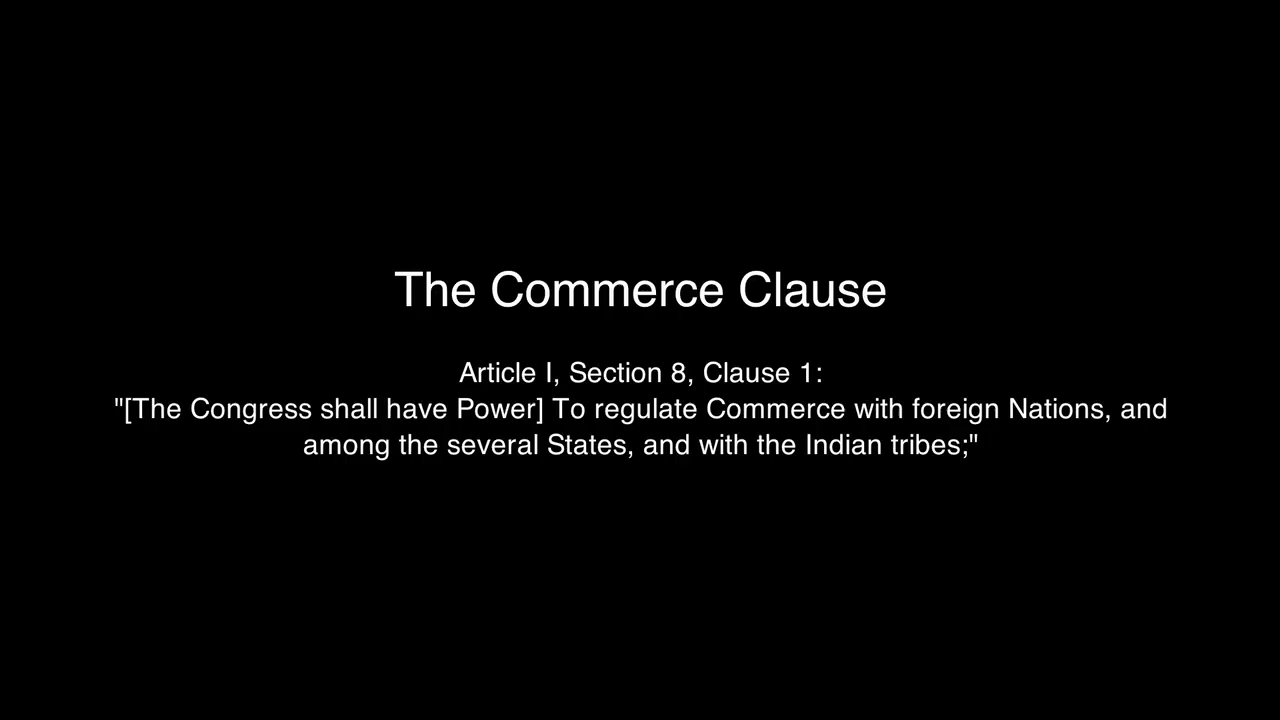 The Commerce Clause
Article I, Section 8, Clause 1:
"[The Congress shall have Power] To regulate Commerce with foreign Nations, and
among the several States, and with the Indian tribes;"